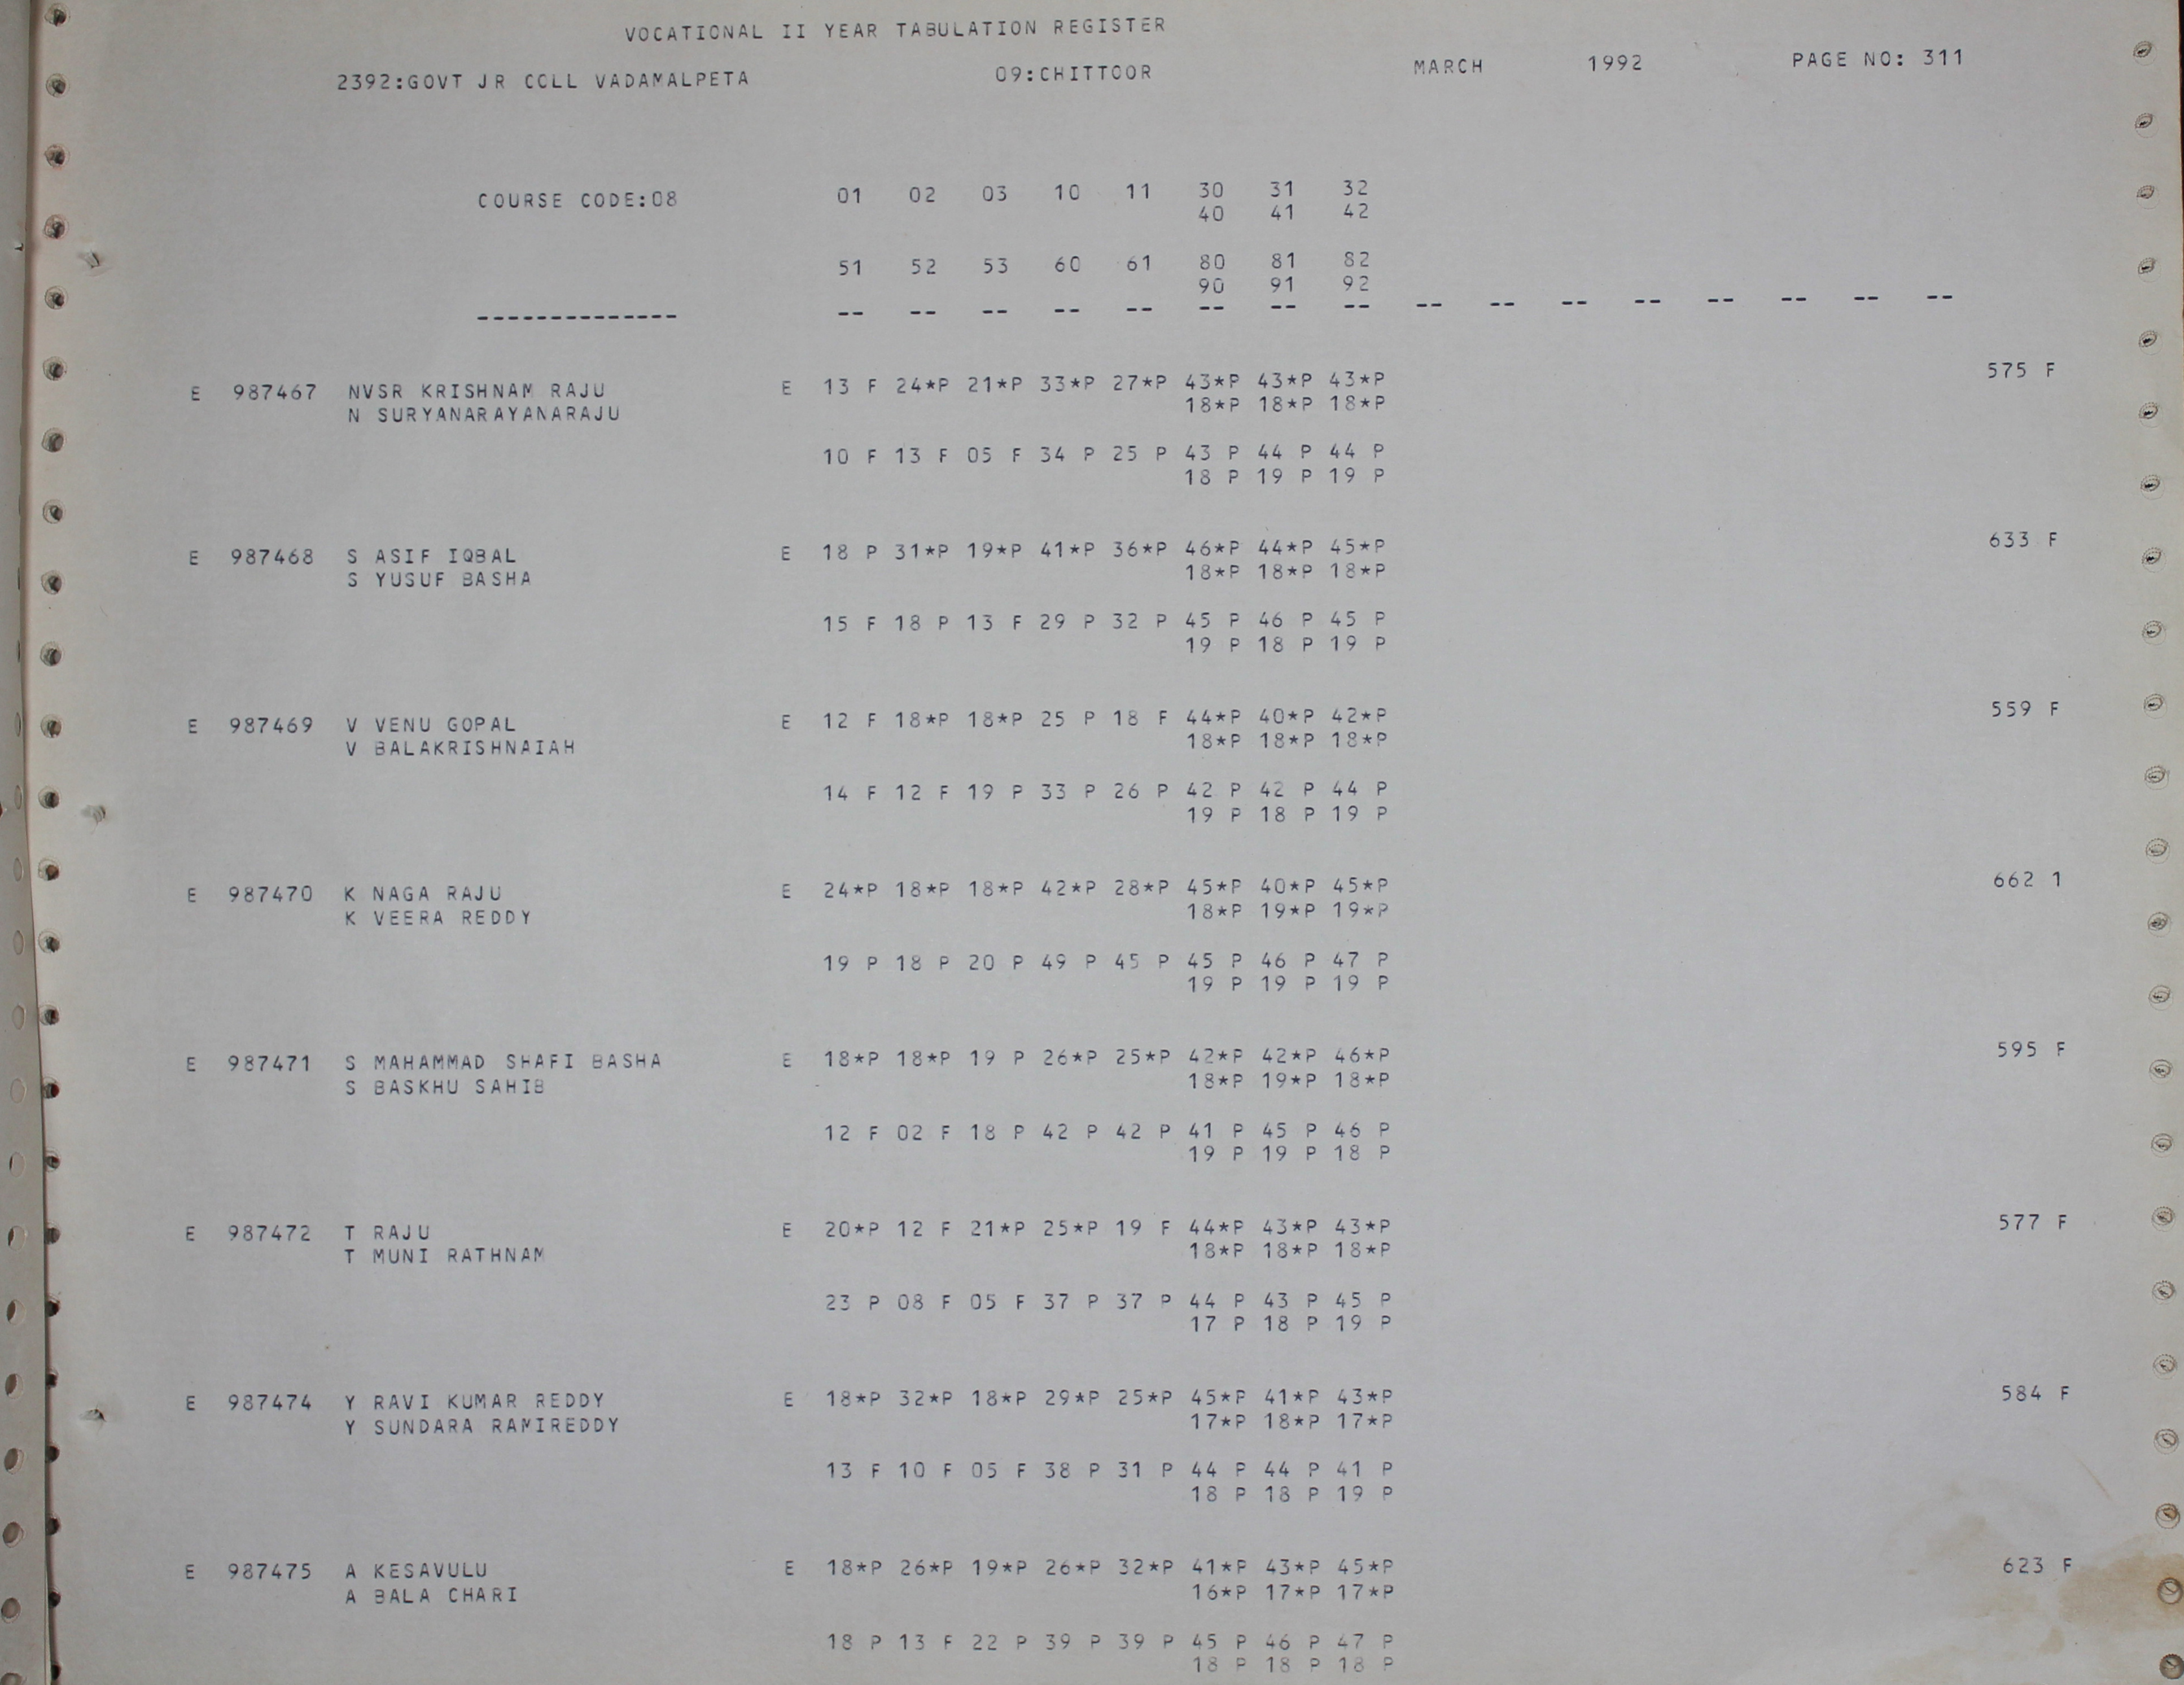 VOCATIONAL II YEAR TABULATION REGISTER
2392:GOVT JR COLL VADAMALPETA 09:CHITTOOR MARCH 1992 PAGE NO: 311
COURSE CODE:08 01 02 03 10 11 30 31 32
40 41 42
51 52 53 60 61 80 81 82
90 91 92
-------------- -- -- -- -- -- -- -- -- -- -- -- -- -- -- -- --
E 987467 NVSR KRISHNAM RAJU E 13 F 24*P 21*P 33*P 27*P 43*P 43*P 43*P 575 F
N SURYANARAYANARAJU 18*P 18*P 18*P
10 F 13 F 05 F 34 P 25 P 43 P 44 P 44 P
18 P 19 P 19 P
E 987468 S ASIF IQBAL E 18 P 31*P 19*P 41*P 36*P 46*P 44*P 45*P 633 F
S YUSUF BASHA 18*P 18*P 18*P
15 F 18 P 13 F 29 P 32 P 45 P 46 P 45 P
19 P 18 P 19 P
E 987469 V VENU GOPAL E 12 F 18*P 18*P 25 P 18 F 44*P 40*P 42*P 559 F
V BALAKRISHNAIAH 18*P 18*P 18*P
14 F 12 F 19 P 33 P 26 P 42 P 42 P 44 P
19 P 18 P 19 P
E 987470 K NAGA RAJU E 24*P 18*P 18*P 42*P 28*P 45*P 40*P 45*P 662 1
K VEERA REDDY 18*P 19*P 19*P
19 P 18 P 20 P 49 P 45 P 45 P 46 P 47 P
19 P 19 P 19 P
E 987471 S MAHAMMAD SHAFI BASHA E 18*P 18*P 19 P 26*P 25*P 42*P 42*P 46*P 595 F
S BASKHU SAHIB 18*P 19*P 18*P
12 F 02 F 18 P 42 P 42 P 41 P 45 P 46 P
19 P 19 P 18 P
E 987472 T RAJU E 20*P 12 F 21*P 25*P 19 F 44*P 43*P 43*P 577 F
T MUNI RATHNAM 18*P 18*P 18*P
23 P 08 F 05 F 37 P 37 P 44 P 43 P 45 P
17 P 18 P 19 P
E 987474 Y RAVI KUMAR REDDY E 18*P 32*P 18*P 29*P 25*P 45*P 41*P 43*P 584 F
Y SUNDARA RAMIREDDY 17*P 18*P 17*P
13 F 10 F 05 F 38 P 31 P 44 P 44 P 41 P
18 P 18 P 19 P
E 987475 A KESAVULU E 18*P 26*P 19*P 26*P 32*P 41*P 43*P 45*P 623 F
A BALA CHARI 16*P 17*P 17*P
18 P 13 F 22 P 39 P 39 P 45 P 46 P 47 P
18 P 18 P 18 P